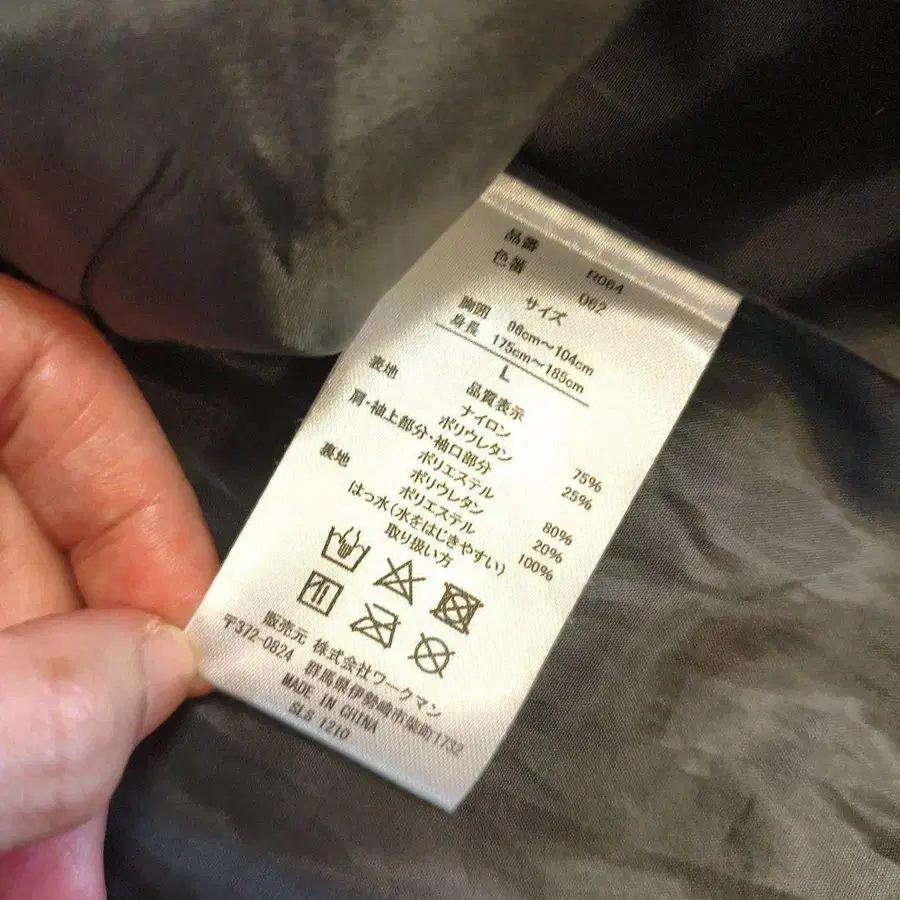 品番 R064
色番 062
サイズ
胸囲 96cm～104cm
身長 175cm～185cm
L
品質表示
表地 ナイロン 75%
ポリウレタン 25%
肩・袖上部分・袖口部分
ポリエステル 80%
ポリウレタン 20%
裏地 ポリエステル 100%
はっ水(水をはじきやすい)
取り扱い方
販売元 株式会社ワークマン
〒372-0824 群馬県伊勢崎市柴町1732
MADE IN CHINA
SLS 1210